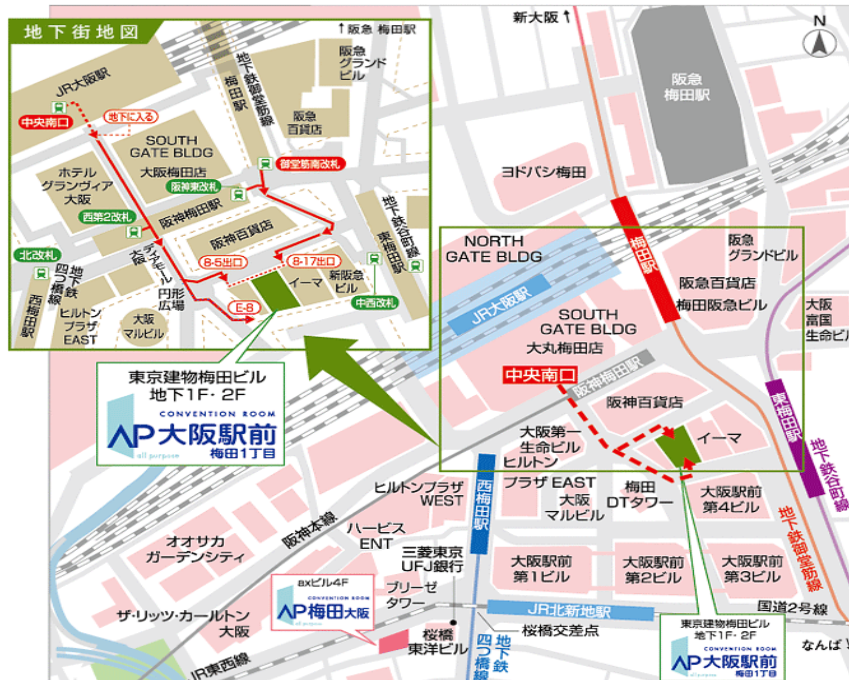 地下街地図
↑阪急 梅田駅
JR大阪駅
中央南口
地下に入る
SOUTH
GATE BLDG
大阪梅田店
ホテル
グランヴィア
大阪
西第2改札
阪神東改札
御堂筋南改札
地下鉄御堂筋線
梅田駅
阪急
グランド
ビル
阪急
百貨店
阪神梅田駅
阪神百貨店
北改札
地下鉄
四つ橋線
西梅田駅
ヒルトン
プラザ
EAST
大阪
マルビル
ディアモール
大阪
円形
広場
8-5出口
8-17出口
E-8
イーマ
新阪急
ビル
中西改札
地下鉄谷町線
東梅田駅
東京建物梅田ビル
地下1F・2F
CONVENTION ROOM
AP大阪駅前
all purpose
梅田1丁目
新大阪↑
N
阪急
梅田駅
ヨドバシ梅田
梅田駅
NORTH
GATE BLDG
JR大阪駅
SOUTH
GATE BLDG
大丸梅田店
阪急
グランドビル
阪急百貨店
梅田阪急ビル
大阪
富国
生命ビル
中央南口
阪神梅田駅
阪神百貨店
イーマ
東梅田駅
地下鉄谷町線
大阪第一
生命ビル
ヒルトン
プラザ EAST
大阪
マルビル
梅田
DTタワー
大阪駅前
第4ビル
ヒルトンプラザ
WEST
西梅田駅
阪神本線
ハービス
ENT
オオサカ
ガーデンシティ
三菱東京
UFJ銀行
大阪駅前
第1ビル
大阪駅前
第2ビル
大阪駅前
第3ビル
地下鉄御堂筋線
axビル4F
CONVENTION ROOM
AP梅田大阪
all purpose
ブリーゼ
タワー
ザ・リッツ・カールトン
大阪
JR北新地駅
国道2号線
桜橋
東洋ビル
地下鉄
四つ橋線
桜橋交差点
JR東西線
なんば↓
東京建物梅田ビル
地下1F・2F
CONVENTION ROOM
AP大阪駅前
all purpose
梅田1丁目